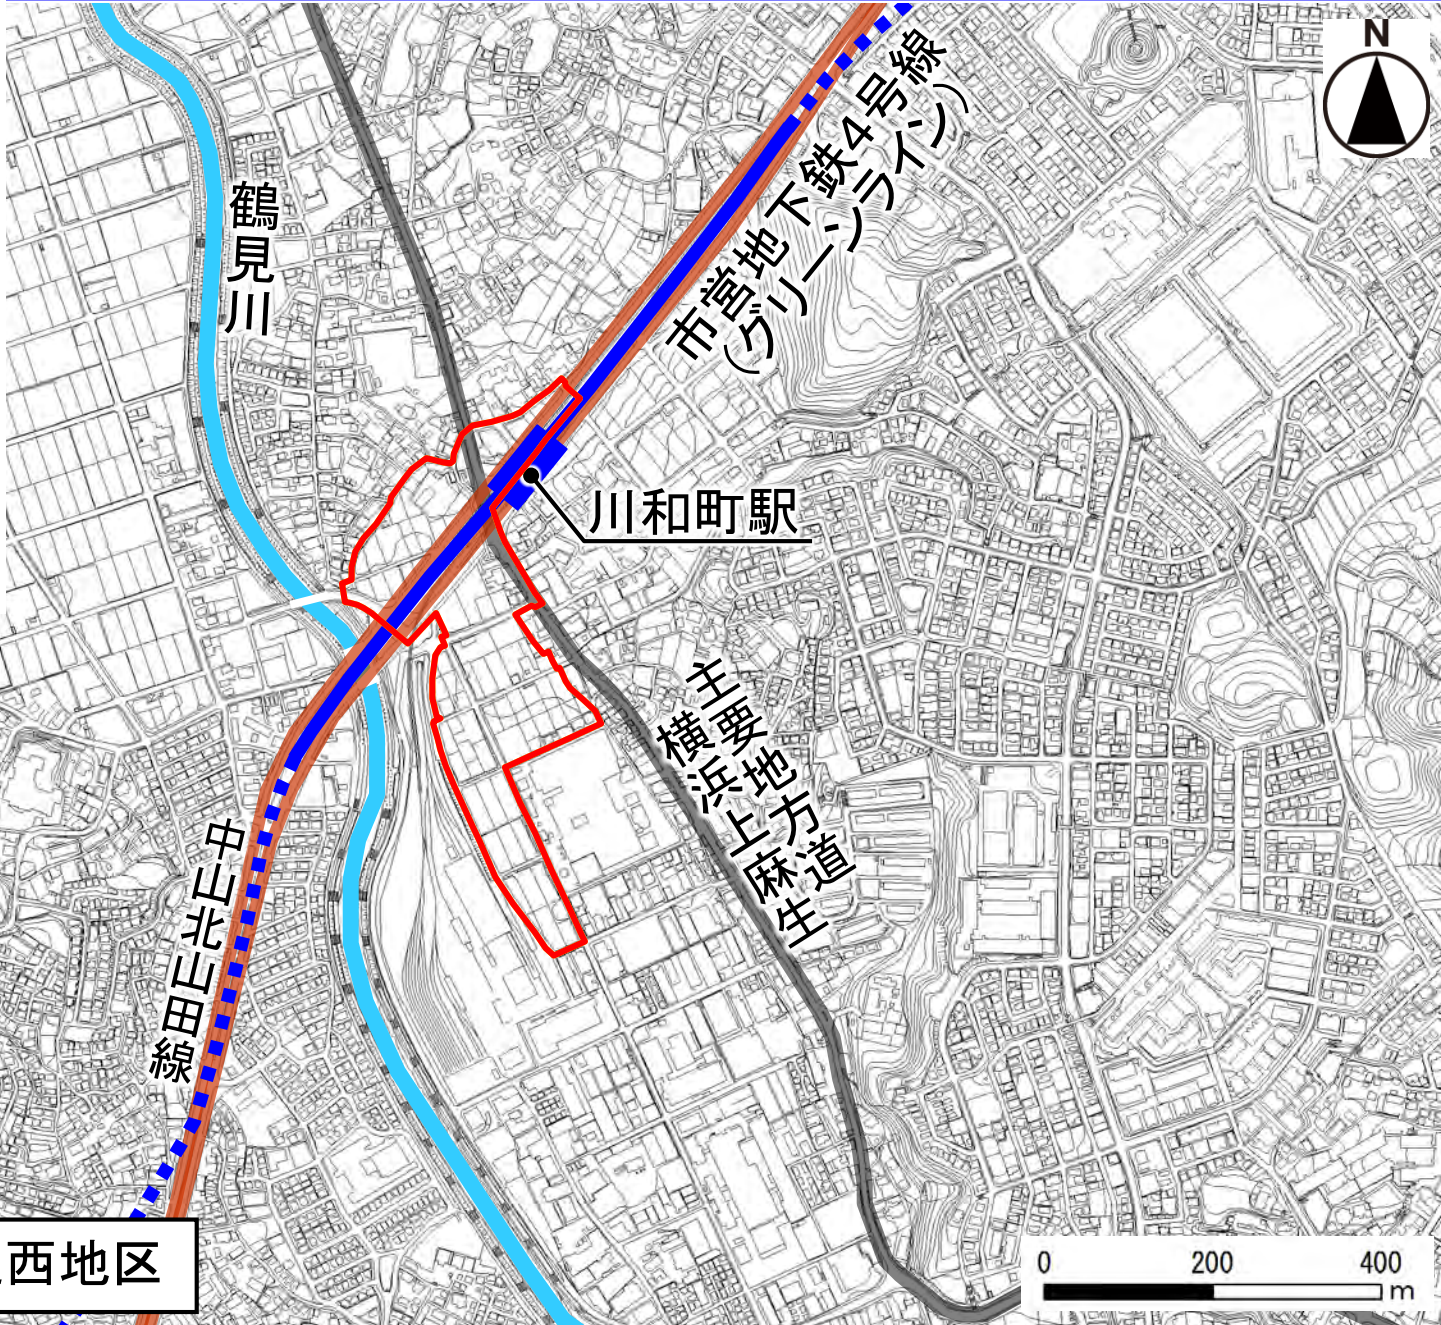 N
鶴見川
市営地下鉄4号線
(グリーンライン)
川和町駅
主要地方道
横浜上麻生
中山北山田線
西地区
0 200 400
m